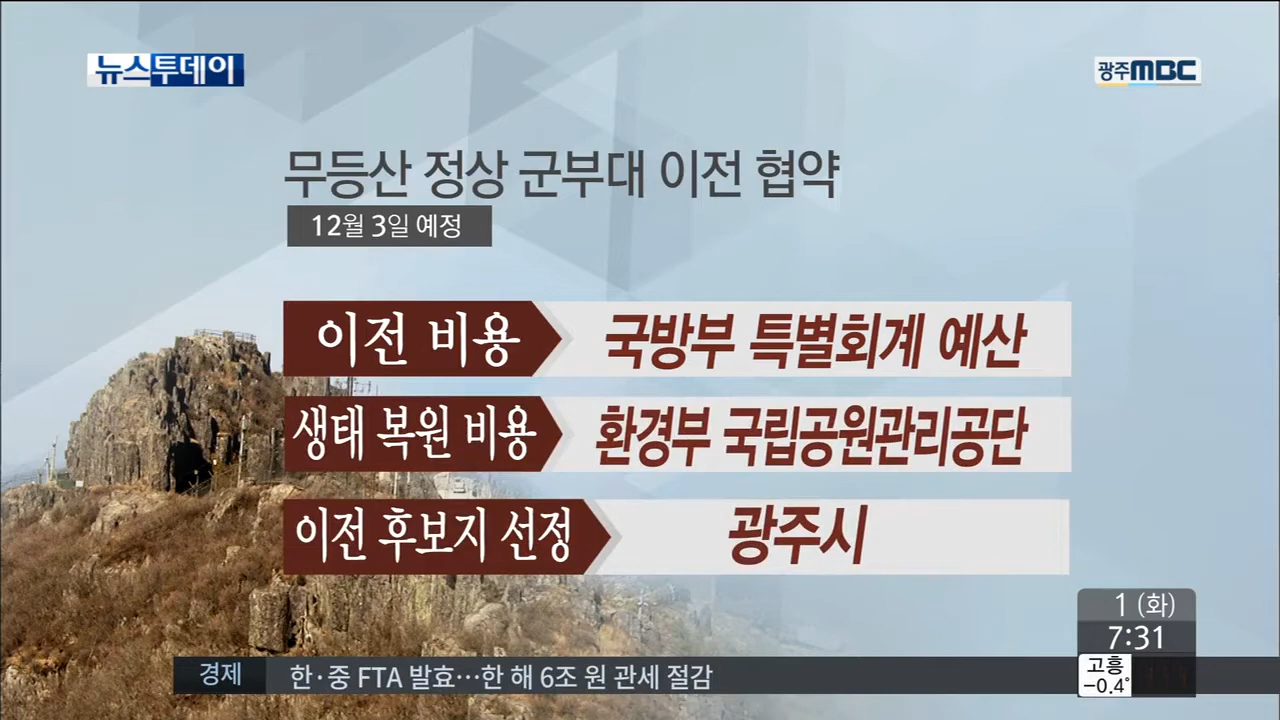 뉴스투데이
광주MBC
무등산 정상 군부대 이전 협약
12월 3일 예정
이전 비용
국방부 특별회계 예산
생태 복원 비용
환경부 국립공원관리공단
이전 후보지 선정
광주시
1 (화)
7:31
고흥
-0.4°
경제
한·중 FTA 발효…한 해 6조 원 관세 절감